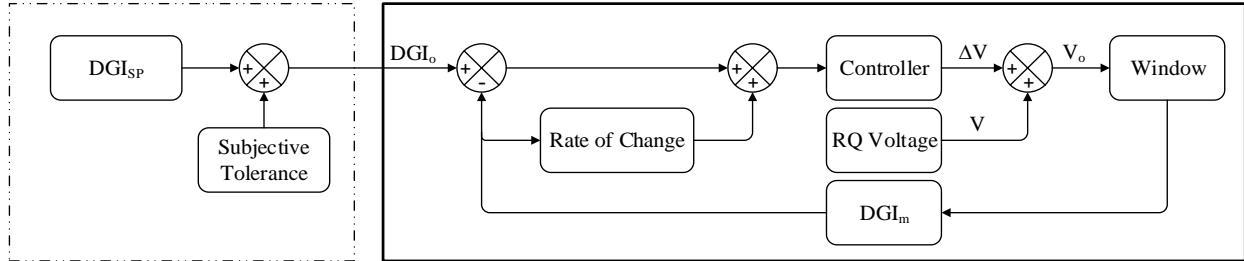 DGI_SP
+
+
Subjective
Tolerance
DGI_o
+
-
+
+
Rate of Change
Controller
ΔV
RQ Voltage
V
+
+
V_o
Window
DGI_m